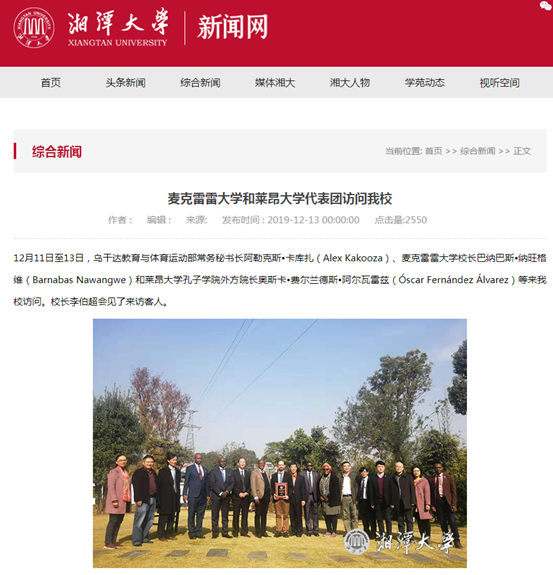 湘潭大学
XIANGTAN UNIVERSITY
新闻网
首页 头条新闻 综合新闻 媒体湘大 湘大人物 学苑动态 视听空间
综合新闻
当前位置: 首页 >> 综合新闻 >> 正文
麦克雷雷大学和莱昂大学代表团访问我校
作者： 编辑： 来源: 发布时间 : 2019-12-13 00:00:00 点击量:2550
12月11日至13日，乌干达教育与体育运动部常务秘书长阿勒克斯•卡库扎（Alex Kakooza）、麦克雷雷大学校长巴纳巴斯•纳旺格
维（Barnabas Nawangwe）和莱昂大学孔子学院外方院长奥斯卡•费尔兰德斯•阿尔瓦雷兹（Óscar Fernández Álvarez）等来我
校访问。校长李伯超会见了来访客人。
湘潭大学